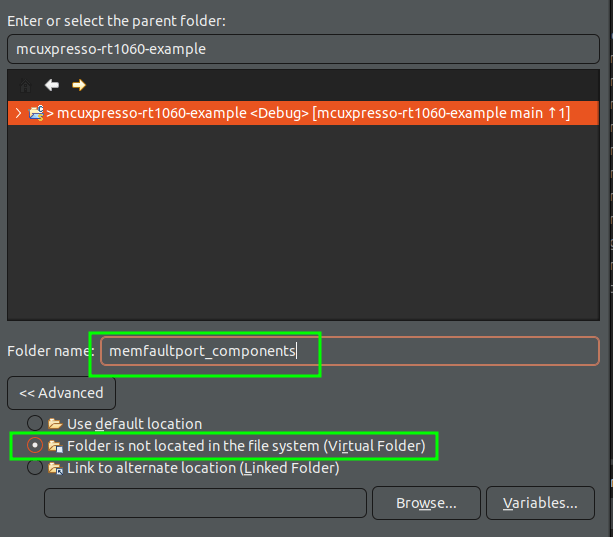 Enter or select the parent folder:
mcuxpresso-rt1060-example
> mcuxpresso-rt1060-example <Debug> [mcuxpresso-rt1060-example main ↑1]
Folder name: memfaultport_components
<< Advanced
Use default location
Folder is not located in the file system (Virtual Folder)
Link to alternate location (Linked Folder)
Browse... Variables...